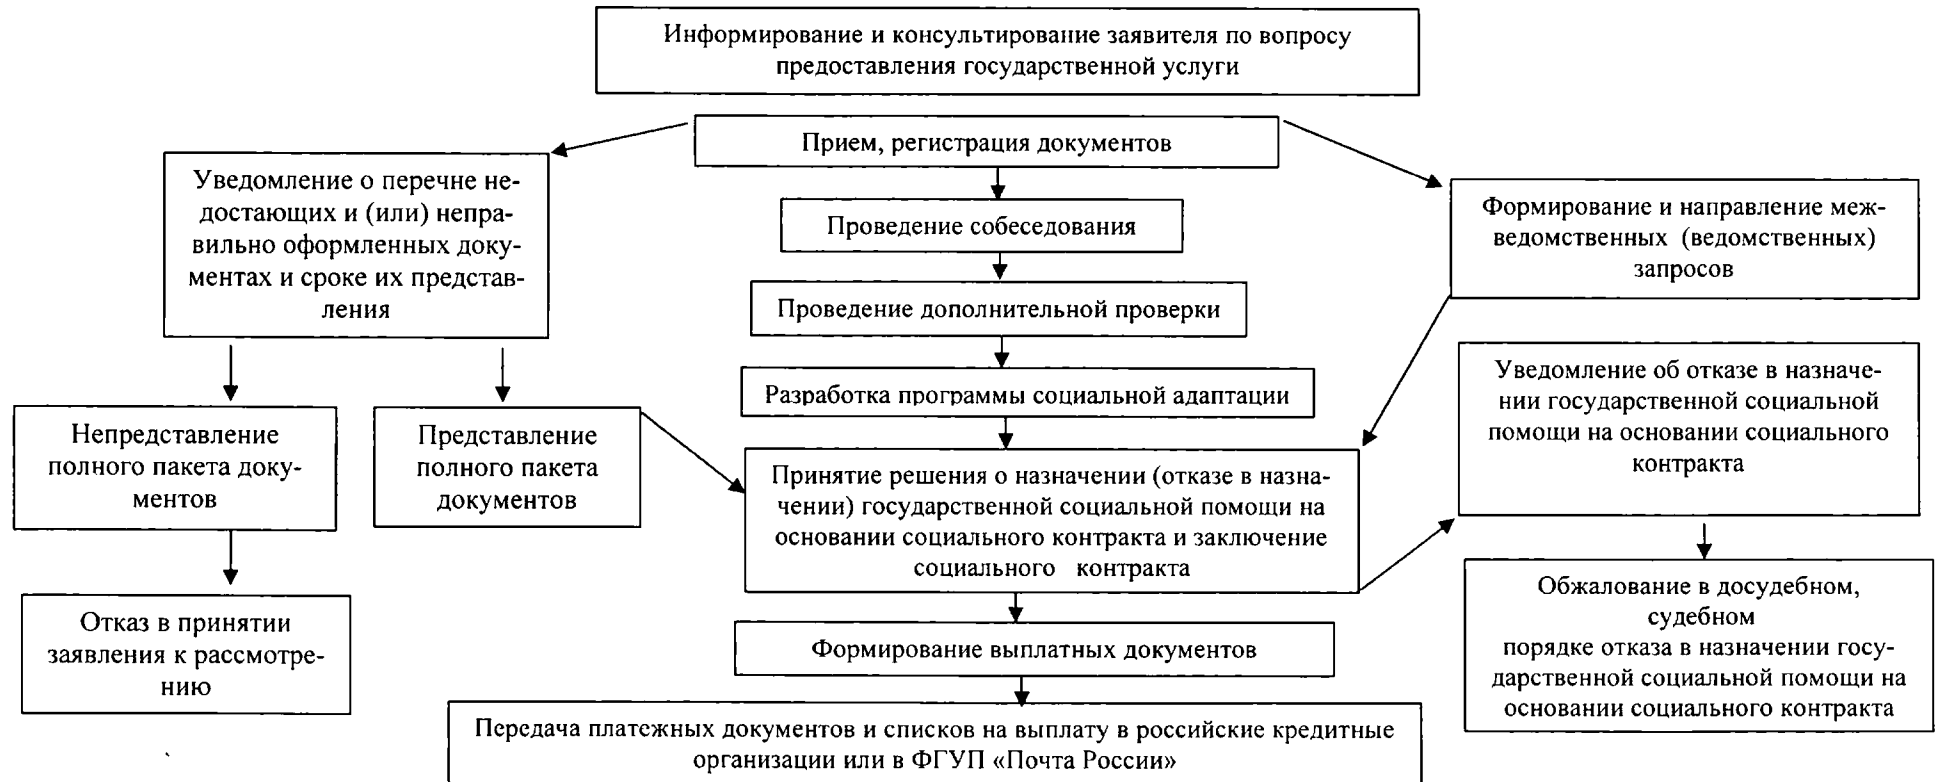 Информирование и консультирование заявителя по вопросу
предоставления государственной услуги
Прием, регистрация документов
Уведомление о перечне не-
достающих и (или) непра-
вильно оформленных доку-
ментах и сроке их представ-
ления
Проведение собеседования
Формирование и направление меж-
ведомственных (ведомственных)
запросов
Проведение дополнительной проверки
Разработка программы социальной адаптации
Уведомление об отказе в назначе-
нии государственной социальной
помощи на основании социального
контракта
Непредставление
полного пакета доку-
ментов
Представление
полного пакета
документов
Принятие решения о назначении (отказе в назна-
чении) государственной социальной помощи на
основании социального контракта и заключение
социального контракта
Отказ в принятии
заявления к рассмотре-
нию
Формирование выплатных документов
Обжалование в досудебном,
судебном
порядке отказа в назначении госу-
дарственной социальной помощи на
основании социального контракта
Передача платежных документов и списков на выплату в российские кредитные
организации или в ФГУП «Почта России»